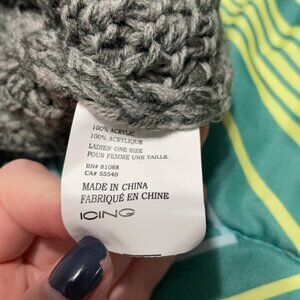 100% ACRYLIC
100% ACRYLIQUE
LADIES' ONE SIZE
POUR FEMME UNE TAILLE
RN# 81088
CA# 55540
MADE IN CHINA
FABRIQUÉ EN CHINE
ICING